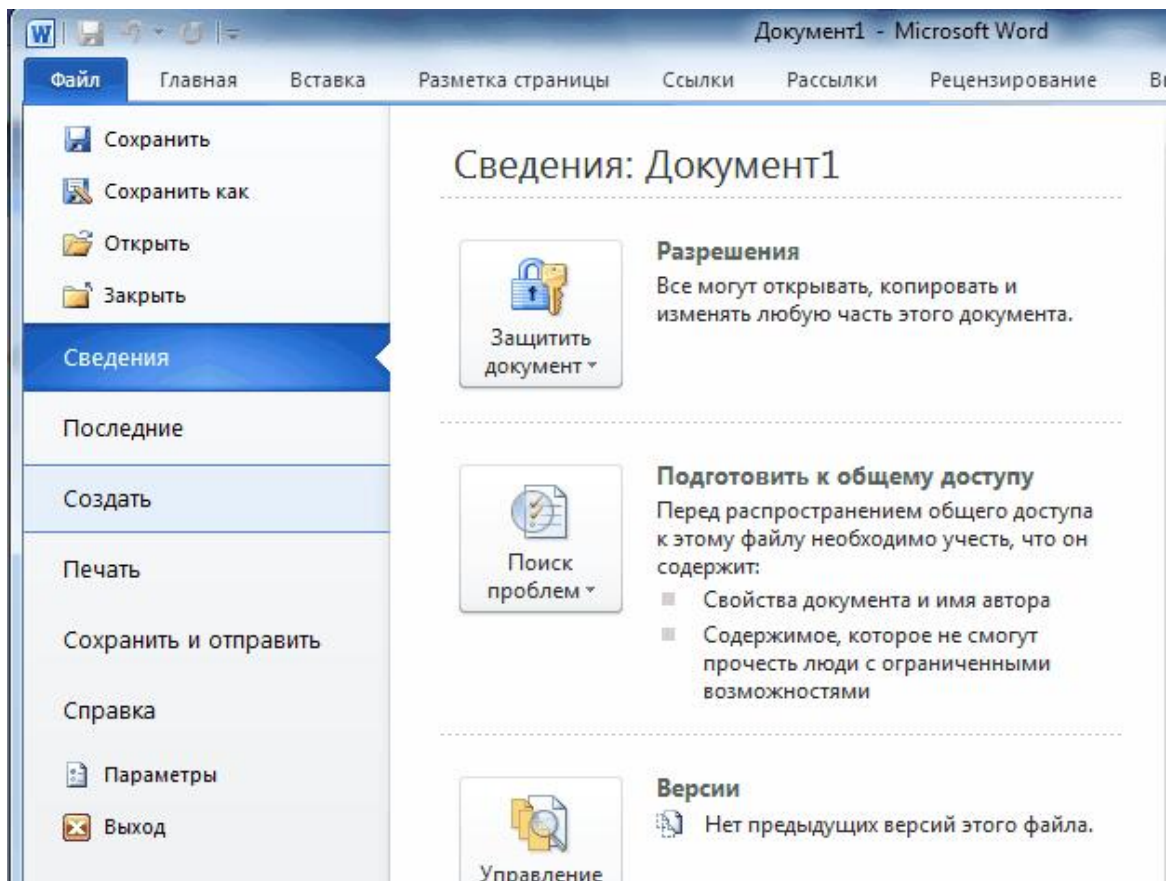 Документ1 - Microsoft Word
Файл Главная Вставка Разметка страницы Ссылки Рассылки Рецензирование
Сохранить
Сохранить как
Открыть
Закрыть
Сведения
Последние
Создать
Печать
Сохранить и отправить
Справка
Параметры
Выход
Сведения: Документ1
Защитить
документ
Разрешения
Все могут открывать, копировать и
изменять любую часть этого документа.
Поиск
проблем
Подготовить к общему доступу
Перед распространением общего доступа
к этому файлу необходимо учесть, что он
содержит:
Свойства документа и имя автора
Содержимое, которое не смогут
прочесть люди с ограниченными
возможностями
Управление
Версии
Нет предыдущих версий этого файла.